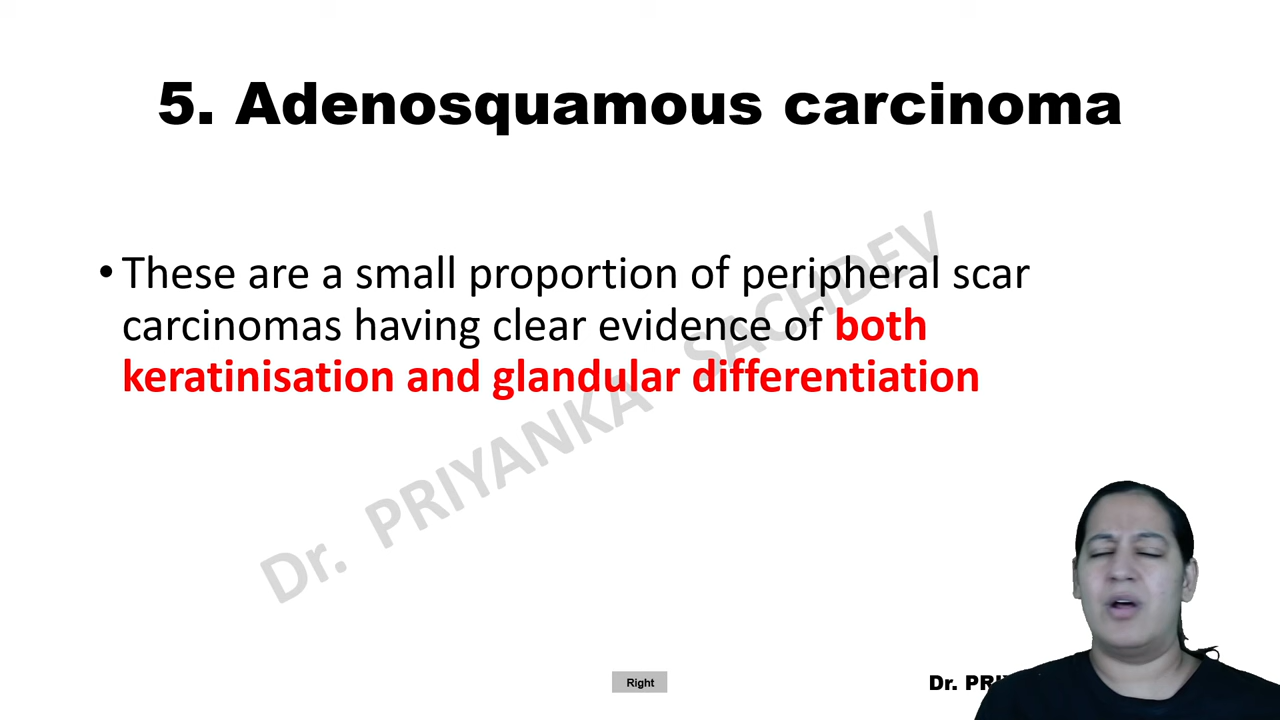 5. Adenosquamous carcinoma
• These are a small proportion of peripheral scar
carcinomas having clear evidence of both
keratinisation and glandular differentiation
Dr. PRIYANKA SACHDEV
Right
Dr.